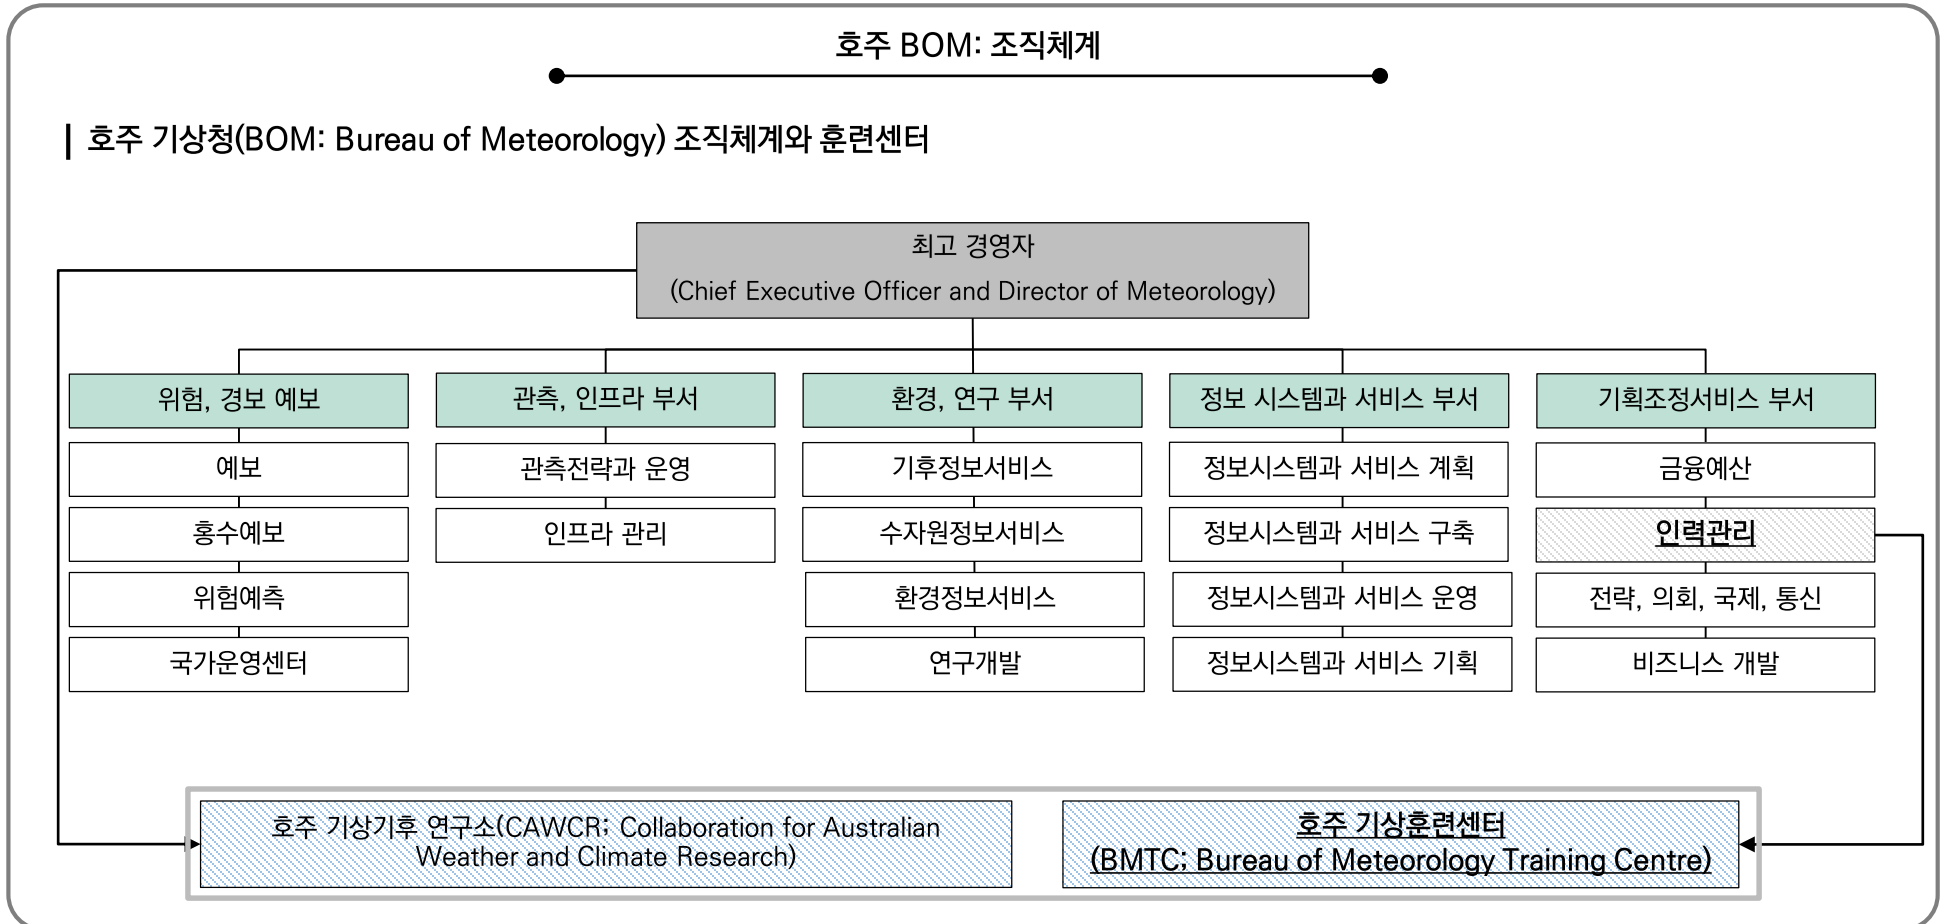 호주 BOM: 조직체계
호주 기상청(BOM: Bureau of Meteorology) 조직체계와 훈련센터
최고 경영자
(Chief Executive Officer and Director of Meteorology)
위험, 경보 예보
예보
홍수예보
위험예측
국가운영센터
관측, 인프라 부서
관측전략과 운영
인프라 관리
환경, 연구 부서
기후정보서비스
수자원정보서비스
환경정보서비스
연구개발
정보 시스템과 서비스 부서
정보시스템과 서비스 계획
정보시스템과 서비스 구축
정보시스템과 서비스 운영
정보시스템과 서비스 기획
기획조정서비스 부서
금융예산
인력관리
전략, 의회, 국제, 통신
비즈니스 개발
호주 기상기후 연구소(CAWCR; Collaboration for Australian
Weather and Climate Research)
호주 기상훈련센터
(BMTC; Bureau of Meteorology Training Centre)